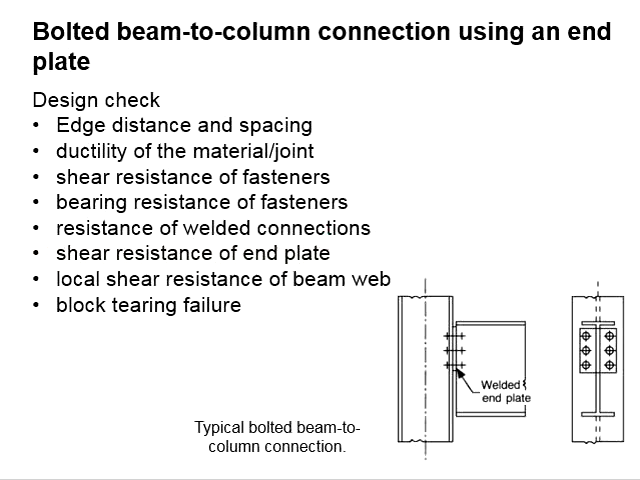 Bolted beam-to-column connection using an end
plate
Design check
• Edge distance and spacing
• ductility of the material/joint
• shear resistance of fasteners
• bearing resistance of fasteners
• resistance of welded connections
• shear resistance of end plate
• local shear resistance of beam web
• block tearing failure
Welded
end plate
Typical bolted beam-to-
column connection.